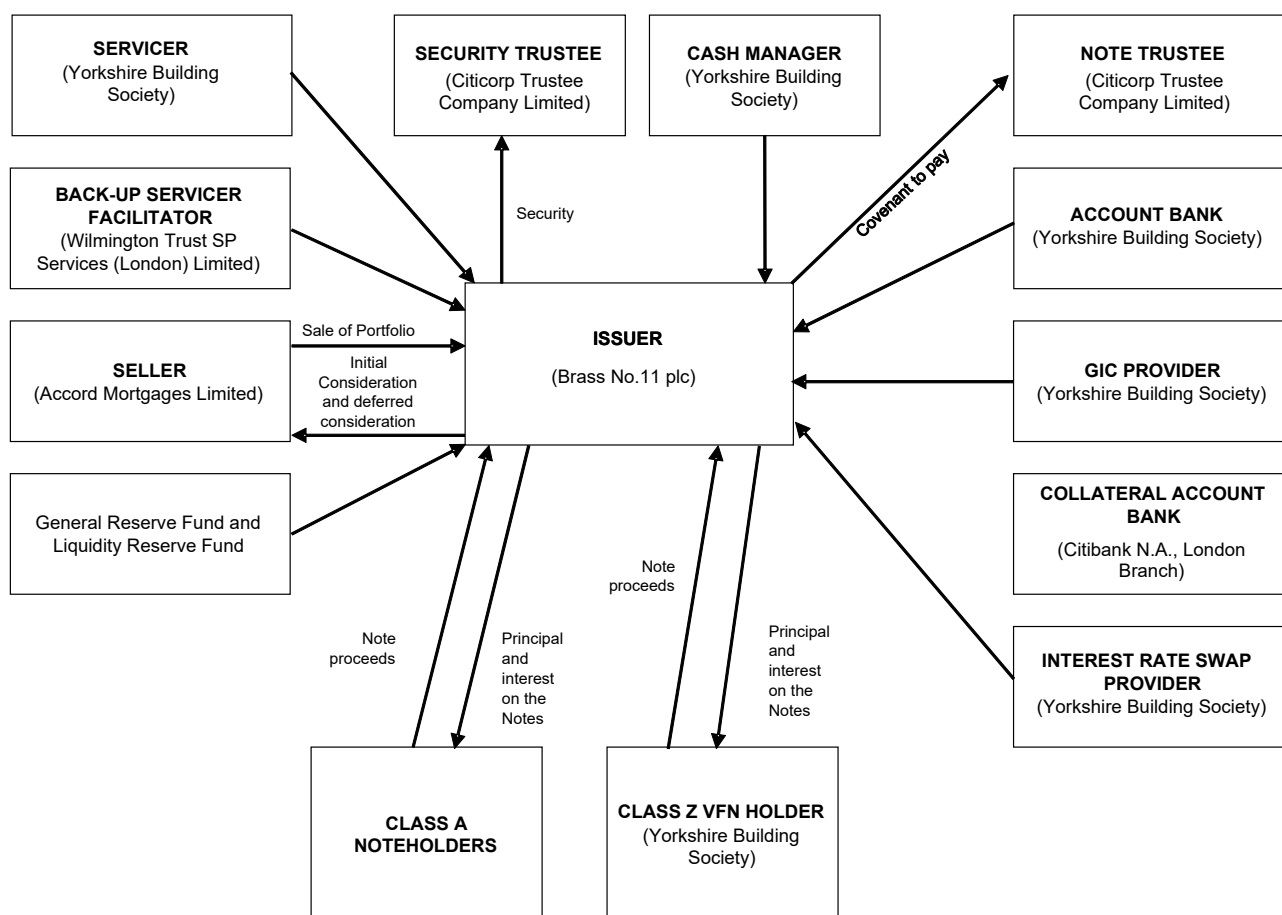 SERVICER
(Yorkshire Building
Society)
SECURITY TRUSTEE
(Citicorp Trustee
Company Limited)
CASH MANAGER
(Yorkshire Building
Society)
NOTE TRUSTEE
(Citicorp Trustee
Company Limited)
BACK-UP SERVICER
FACILITATOR
(Wilmington Trust SP
Services (London) Limited)
Security
Covenant to pay
ACCOUNT BANK
(Yorkshire Building Society)
SELLER
(Accord Mortgages Limited)
Sale of Portfolio
Initial
Consideration
and deferred
consideration
ISSUER
(Brass No.11 plc)
GIC PROVIDER
(Yorkshire Building Society)
General Reserve Fund and
Liquidity Reserve Fund
COLLATERAL ACCOUNT
BANK
(Citibank N.A., London
Branch)
Note
proceeds
Principal
and
interest
on the
Notes
Note
proceeds
Principal
and
interest
on the
Notes
INTEREST RATE SWAP
PROVIDER
(Yorkshire Building Society)
CLASS A
NOTEHOLDERS
CLASS Z VFN HOLDER
(Yorkshire Building
Society)